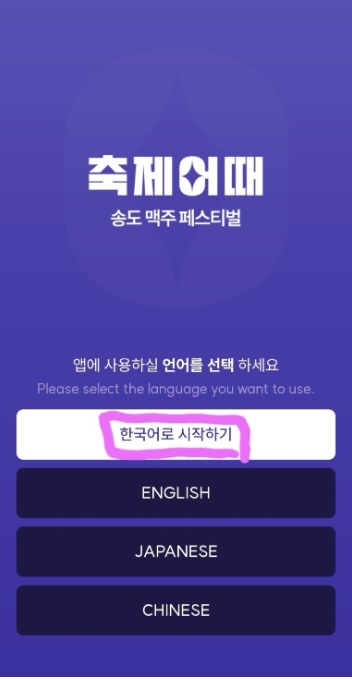 축제어때
송도 맥주 페스티벌
앱에 사용하실 언어를 선택 하세요
Please select the language you want to use.
한국어로 시작하기
ENGLISH
JAPANESE
CHINESE